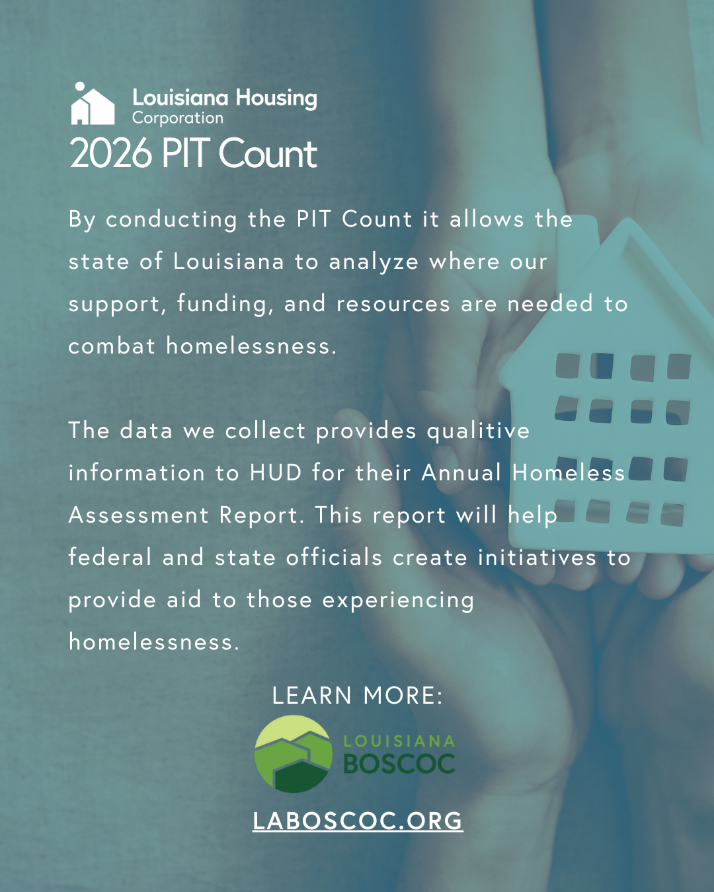 Louisiana Housing
Corporation
2026 PIT Count
By conducting the PIT Count it allows the
state of Louisiana to analyze where our
support, funding, and resources are needed to
combat homelessness.
The data we collect provides qualitive
information to HUD for their Annual Homeless
Assessment Report. This report will help
federal and state officials create initiatives to
provide aid to those experiencing
homelessness.
LEARN MORE:
LOUISIANA
BOSCOC
LABOSCOC.ORG